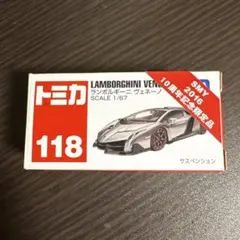 トミカ
118
LAMBORGHINI VEN
ランボルギーニ ヴェネーノ
SCALE 1/67
SMY
2016
10周年記念限定品
サスペンション